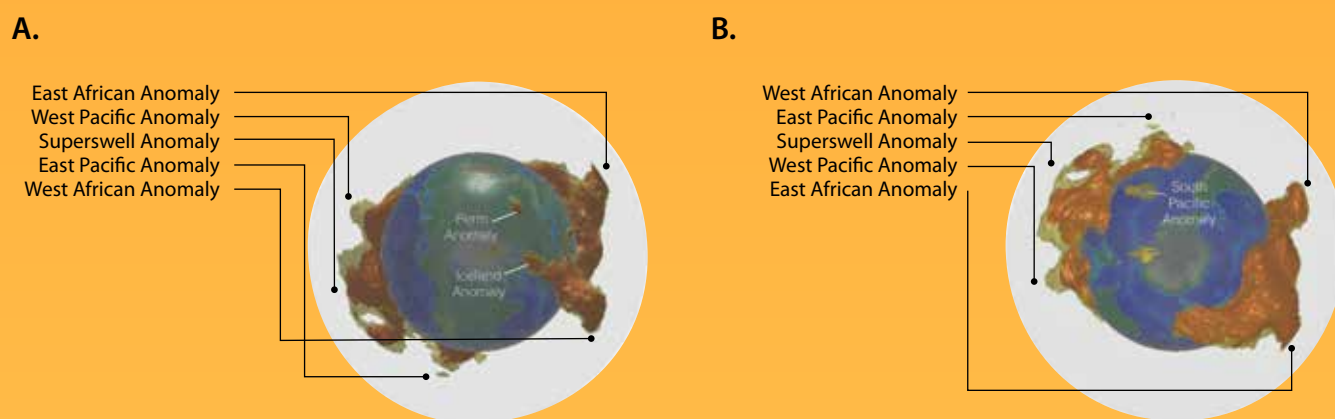 A.
East African Anomaly
West Pacific Anomaly
Superswell Anomaly
East Pacific Anomaly
West African Anomaly
Perm
Anomaly
Iceland
Anomaly
B.
West African Anomaly
East Pacific Anomaly
Superswell Anomaly
West Pacific Anomaly
East African Anomaly
South
Pacific
Anomaly